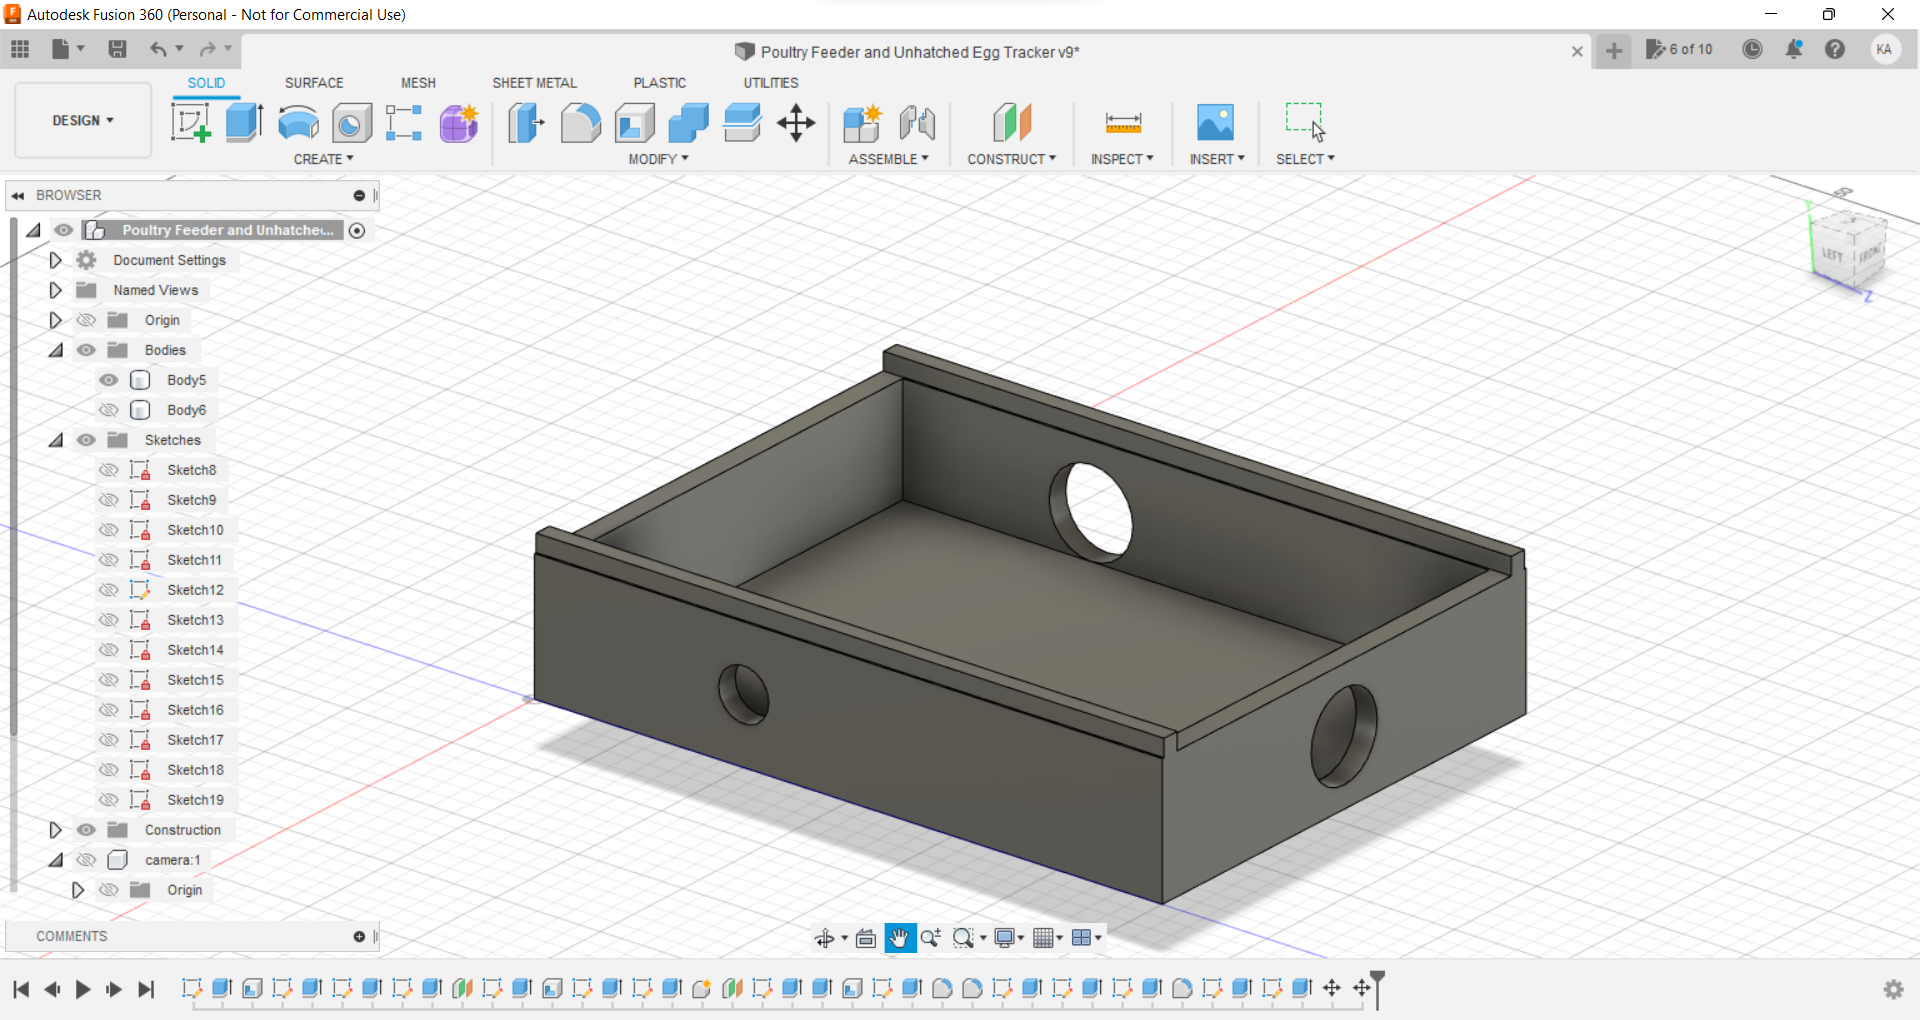 Autodesk Fusion 360 (Personal - Not for Commercial Use)
Poultry Feeder and Unhatched Egg Tracker v9*
6 of 10
KA
SOLID SURFACE MESH SHEET METAL PLASTIC UTILITIES
DESIGN
CREATE MODIFY ASSEMBLE CONSTRUCT INSPECT INSERT SELECT
BROWSER
Poultry Feeder and Unhatche...
Document Settings
Named Views
Origin
Bodies
Body5
Body6
Sketches
Sketch8
Sketch9
Sketch10
Sketch11
Sketch12
Sketch13
Sketch14
Sketch15
Sketch16
Sketch17
Sketch18
Sketch19
Construction
camera:1
Origin
LEFT FRONT
Z
COMMENTS